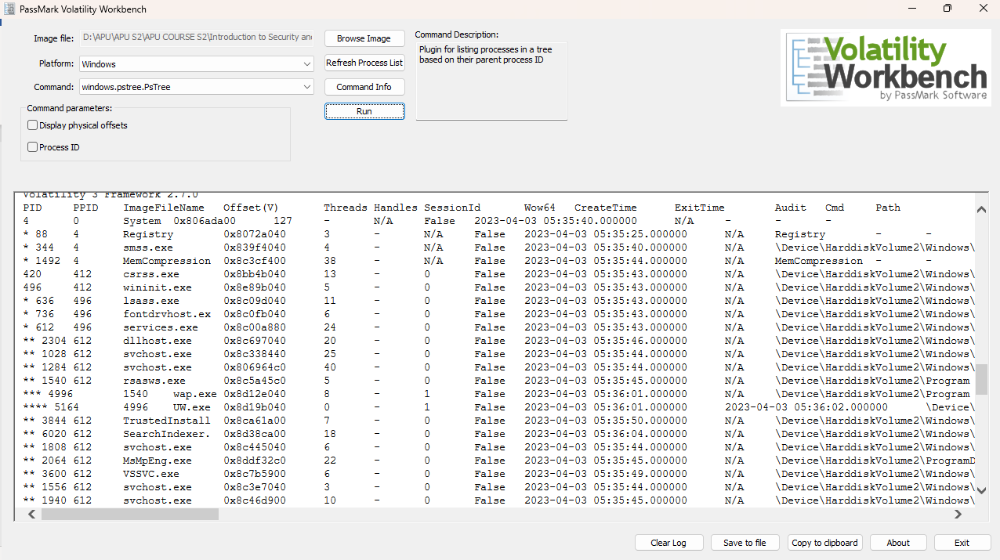 PassMark Volatility Workbench
Image file: D:\APU\APU S2\APU COURSE S2\Introduction to Security and Browse Image
Platform: Windows Refresh Process List
Command: windows.pstree.PsTree Command Info
Run
Command parameters:
Display physical offsets
Process ID
Command Description:
Plugin for listing processes in a tree
based on their parent process ID
Volatility
Workbench
by PassMark Software
Volatility 3 Framework 2.7.0
PID PPID ImageFileName Offset(V) Threads Handles SessionId Wow64 CreateTime ExitTime Audit Cmd Path
4 0 System 0x806ada00 127 - N/A False 2023-04-03 05:35:40.000000 N/A - - -
* 88 4 Registry 0x8072a040 3 - N/A False 2023-04-03 05:35:25.000000 N/A Registry - -
* 344 4 smss.exe 0x839f4040 4 - N/A False 2023-04-03 05:35:40.000000 N/A \Device\HarddiskVolume2\Windows\
* 1492 4 MemCompression 0x8c3cf400 38 - N/A False 2023-04-03 05:35:44.000000 N/A MemCompression - -
420 412 csrss.exe 0x8bb4b040 13 - 0 False 2023-04-03 05:35:43.000000 N/A \Device\HarddiskVolume2\Windows\
496 412 wininit.exe 0x8e89b040 5 - 0 False 2023-04-03 05:35:43.000000 N/A \Device\HarddiskVolume2\Windows\
* 636 496 lsass.exe 0x8c09d040 11 - 0 False 2023-04-03 05:35:43.000000 N/A \Device\HarddiskVolume2\Windows\
* 736 496 fontdrvhost.ex 0x8c0fb040 6 - 0 False 2023-04-03 05:35:43.000000 N/A \Device\HarddiskVolume2\Windows\
* 612 496 services.exe 0x8c00a880 24 - 0 False 2023-04-03 05:35:43.000000 N/A \Device\HarddiskVolume2\Windows\
** 2304 612 dllhost.exe 0x8c697040 20 - 0 False 2023-04-03 05:35:46.000000 N/A \Device\HarddiskVolume2\Windows\
** 1028 612 svchost.exe 0x8c338440 25 - 0 False 2023-04-03 05:35:44.000000 N/A \Device\HarddiskVolume2\Windows\
** 1284 612 svchost.exe 0x806964c0 40 - 0 False 2023-04-03 05:35:44.000000 N/A \Device\HarddiskVolume2\Windows\
** 1540 612 rsasws.exe 0x8c5a45c0 5 - 0 False 2023-04-03 05:35:45.000000 N/A \Device\HarddiskVolume2\Program
*** 4996 1540 wap.exe 0x8d12e040 8 - 1 False 2023-04-03 05:36:01.000000 N/A \Device\HarddiskVolume2\Program
**** 5164 4996 UW.exe 0x8d19b040 0 - 1 False 2023-04-03 05:36:01.000000 2023-04-03 05:36:02.000000 \Device\
** 3844 612 TrustedInstall 0x8ca61a00 7 - 0 False 2023-04-03 05:35:50.000000 N/A \Device\HarddiskVolume2\Windows\
** 6020 612 SearchIndexer. 0x8d38ca00 18 - 0 False 2023-04-03 05:36:04.000000 N/A \Device\HarddiskVolume2\Windows\
** 1808 612 svchost.exe 0x8c445040 6 - 0 False 2023-04-03 05:35:44.000000 N/A \Device\HarddiskVolume2\Windows\
** 2064 612 MsMpEng.exe 0x8ddf32c0 22 - 0 False 2023-04-03 05:35:45.000000 N/A \Device\HarddiskVolume2\ProgramD
** 3600 612 VSSVC.exe 0x8c7b5900 6 - 0 False 2023-04-03 05:35:49.000000 N/A \Device\HarddiskVolume2\Windows\
** 1556 612 svchost.exe 0x8c3e7040 3 - 0 False 2023-04-03 05:35:44.000000 N/A \Device\HarddiskVolume2\Windows\
** 1940 612 svchost.exe 0x8c46d900 10 - 0 False 2023-04-03 05:35:45.000000 N/A \Device\HarddiskVolume2\Windows\
Clear Log Save to file Copy to clipboard About Exit